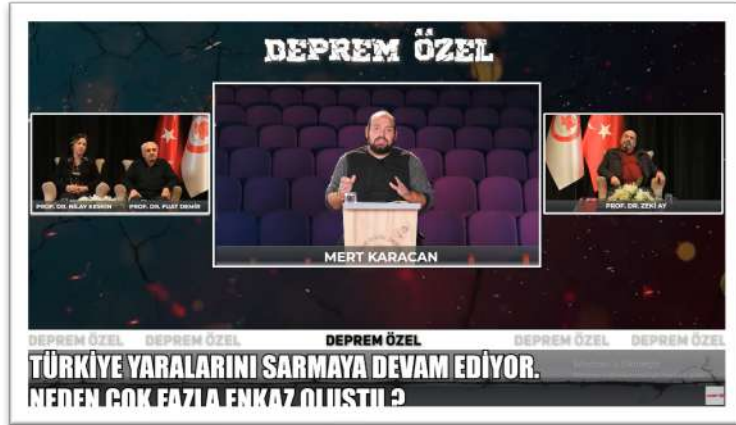 DEPREM ÖZEL
PROF. DR. NİLAY KESKİN PROF. DR. FUAT DEMİR
MERT KARACAN
PROF. DR. ZEKİ AY
DEPREM ÖZEL DEPREM ÖZEL DEPREM ÖZEL DEPREM ÖZEL DEPREM ÖZEL
TÜRKİYE YARALARINI SARMAYA DEVAM EDİYOR.
NEDEN ÇOK FAZLA ENKAZ OLUŞTU ?